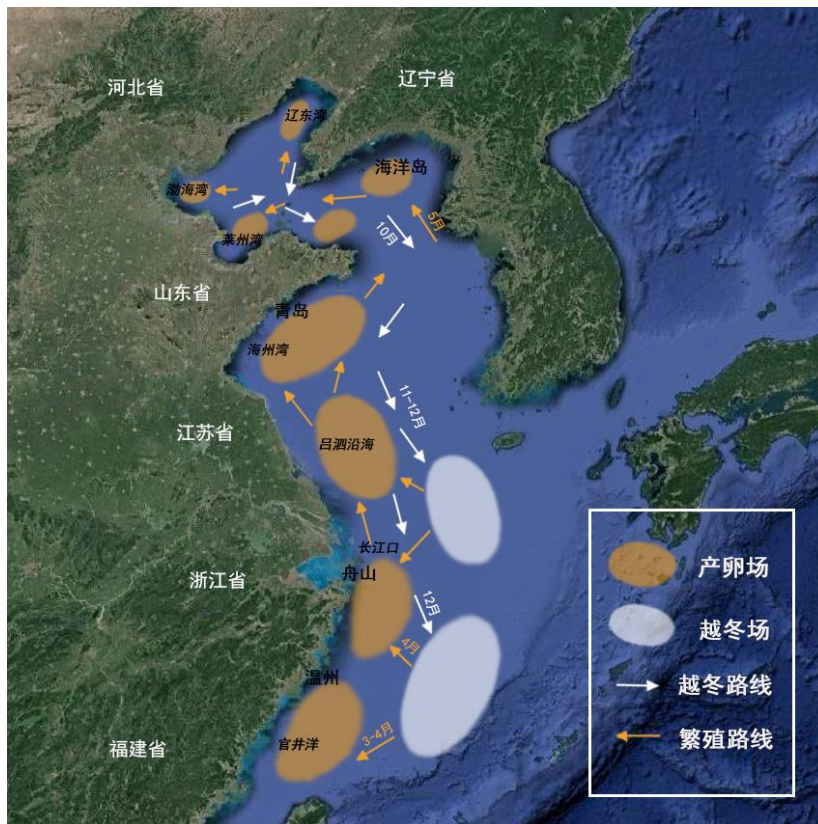 河北省
辽宁省
辽东湾
海洋岛
渤海湾
5月
10月
莱州湾
山东省
青岛
海州湾
11-12月
江苏省
吕泗沿海
长江口
舟山
浙江省
12月
4月
温州
官井洋
3-4月
福建省
产卵场
越冬场
越冬路线
繁殖路线